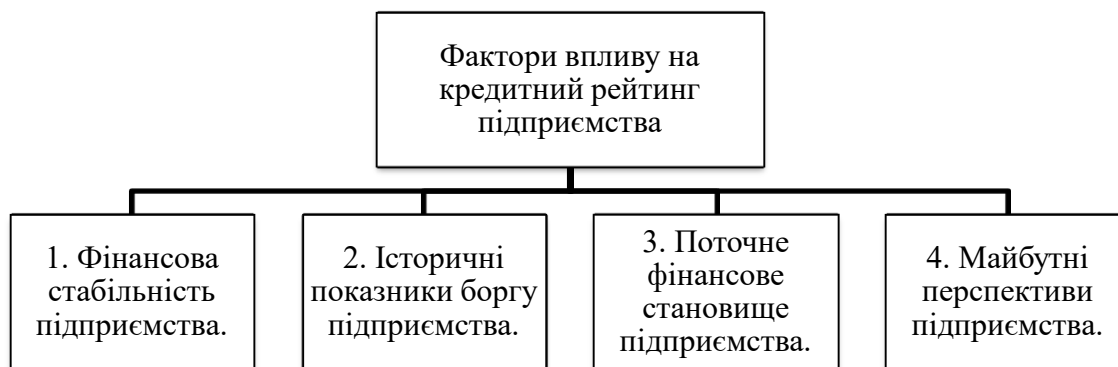 Фактори впливу на
кредитний рейтинг
підприємства
1. Фінансова
стабільність
підприємства.
2. Історичні
показники боргу
підприємства.
3. Поточне
фінансове
становище
підприємства.
4. Майбутні
перспективи
підприємства.